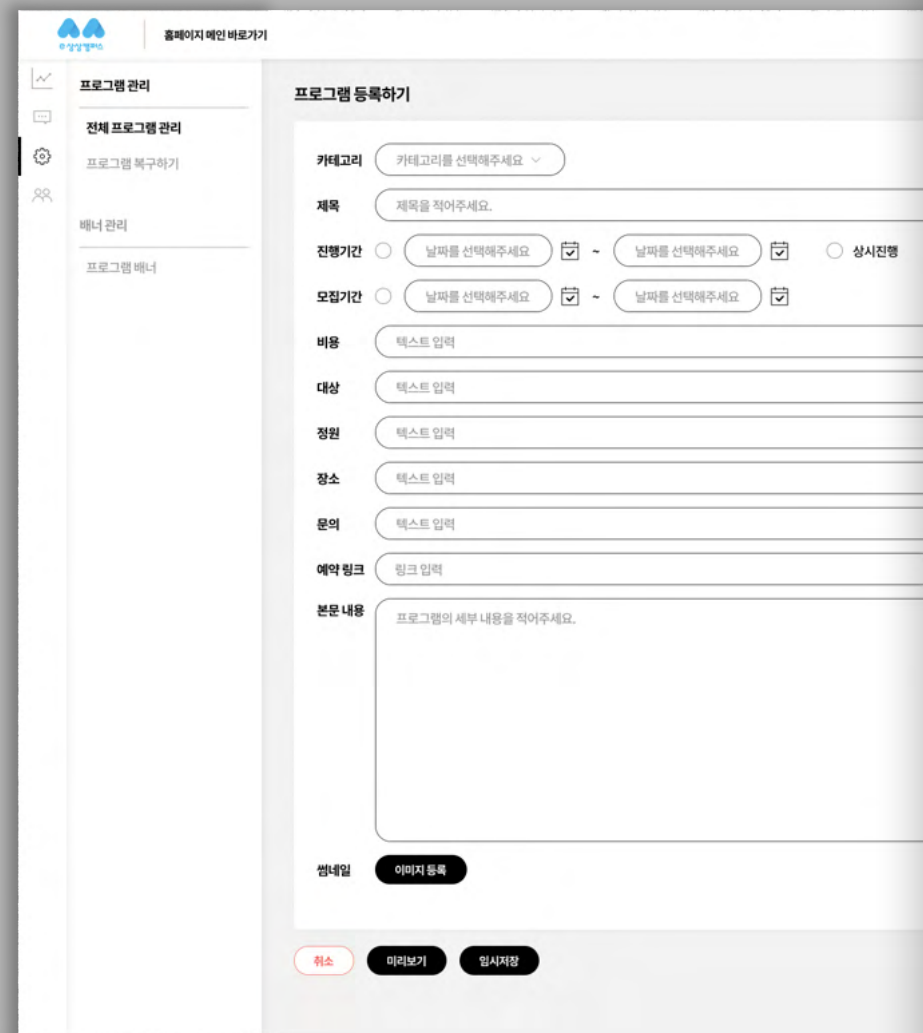 상상캠퍼스
홈페이지 메인 바로가기
프로그램 관리
전체 프로그램 관리
프로그램 복구하기
배너 관리
프로그램 배너
프로그램 등록하기
카테고리 카테고리를 선택해주세요
제목 제목을 적어주세요.
진행기간 날짜를 선택해주세요 ~ 날짜를 선택해주세요 상시진행
모집기간 날짜를 선택해주세요 ~ 날짜를 선택해주세요
비용 텍스트 입력
대상 텍스트 입력
정원 텍스트 입력
장소 텍스트 입력
문의 텍스트 입력
예약 링크 링크 입력
본문 내용 프로그램의 세부 내용을 적어주세요.
썸네일 이미지 등록
취소 미리보기 임시저장